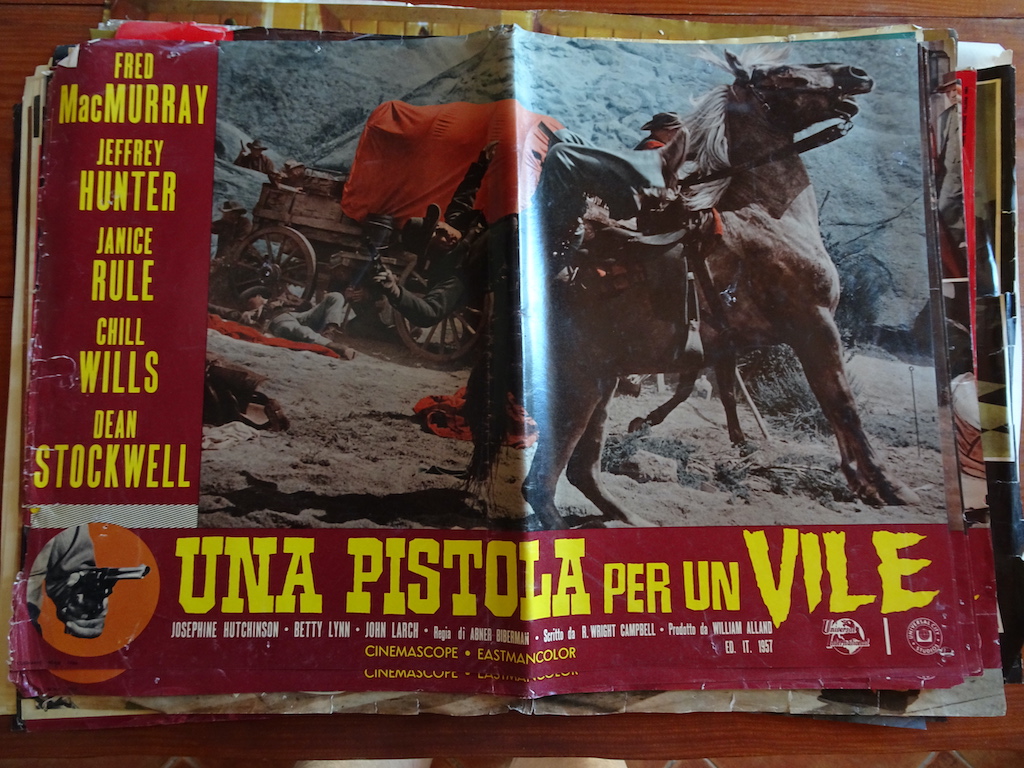 FRED
MacMURRAY
JEFFREY
HUNTER
JANICE
RULE
CHILL
WILLS
DEAN
STOCKWELL
UNA PISTOLA PER UN VILE
JOSEPHINE HUTCHINSON • BETTY LYNN • JOHN LARCH • Regia di ABNER BIBERMAN • Scritto da R. WRIGHT CAMPBELL • Prodotto da WILLIAM ALLAND
ED. IT. 1957
Universal
International
CINEMASCOPE • EASTMANCOLOR
CINEMASCOPE • EASTMANCOLOR